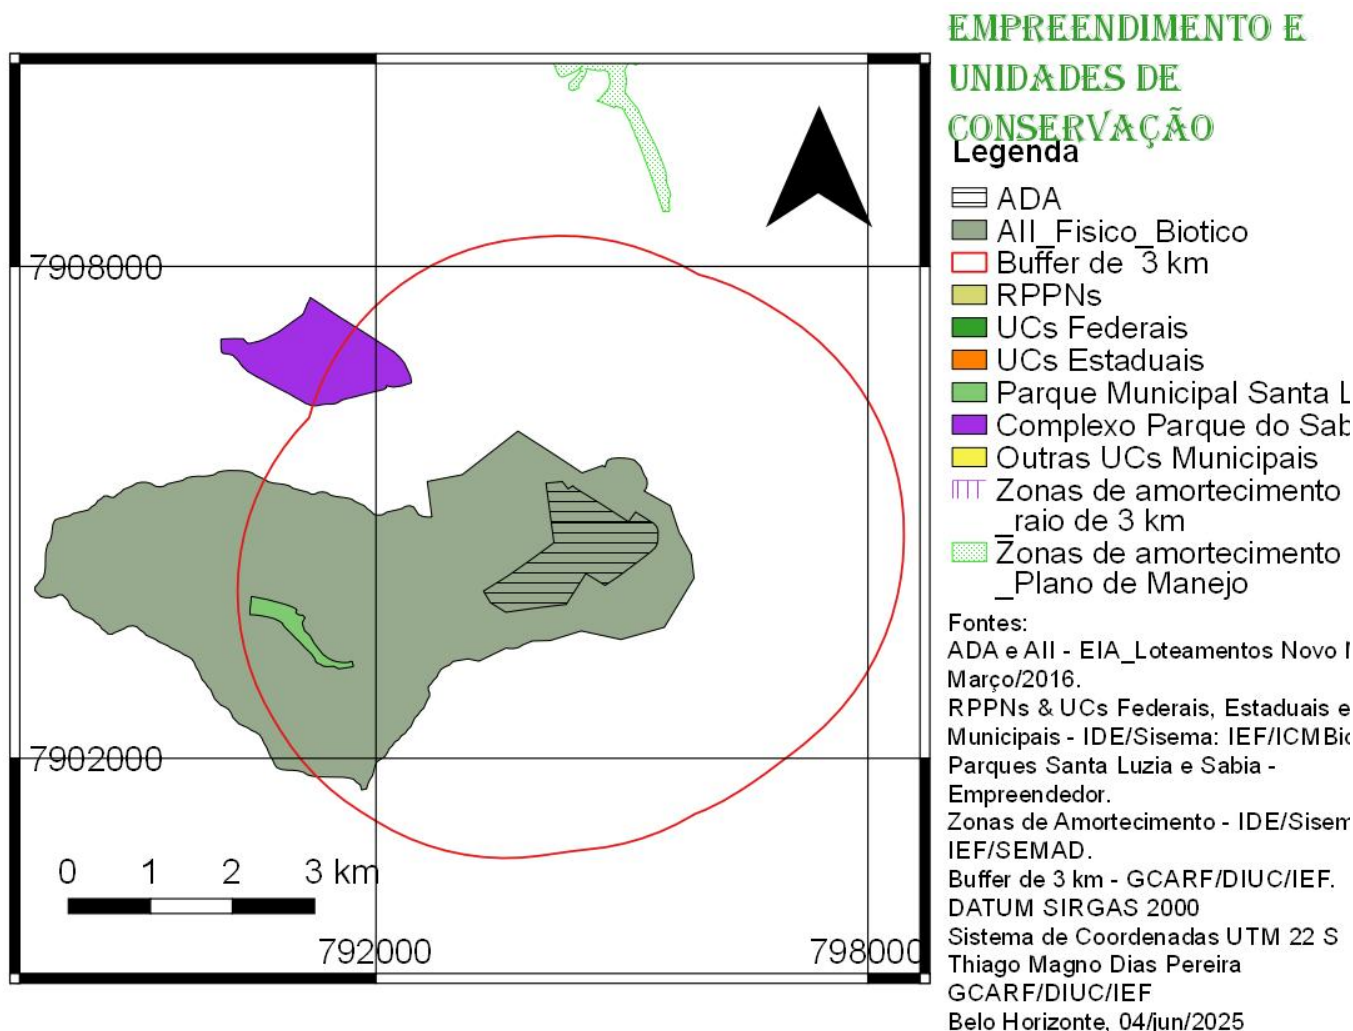 EMPREENDIMENTO E
UNIDADES DE
CONSERVAÇÃO
Legenda
ADA
AII_Fisico_Biotico
Buffer de 3 km
RPPNs
UCs Federais
UCs Estaduais
Parque Municipal Santa L
Complexo Parque do Sab
Outras UCs Municipais
Zonas de amortecimento
_raio de 3 km
Zonas de amortecimento
_Plano de Manejo
Fontes:
ADA e AII - EIA_Loteamentos Novo
Março/2016.
RPPNs & UCs Federais, Estaduais e
Municipais - IDE/Sisema: IEF/ICMBio
Parques Santa Luzia e Sabia -
Empreendedor.
Zonas de Amortecimento - IDE/Sisem
IEF/SEMAD.
Buffer de 3 km - GCARF/DIUC/IEF.
DATUM SIRGAS 2000
Sistema de Coordenadas UTM 22 S
Thiago Magno Dias Pereira
GCARF/DIUC/IEF
Belo Horizonte, 04/jun/2025
7908000
7902000
0 1 2 3 km
792000 798000